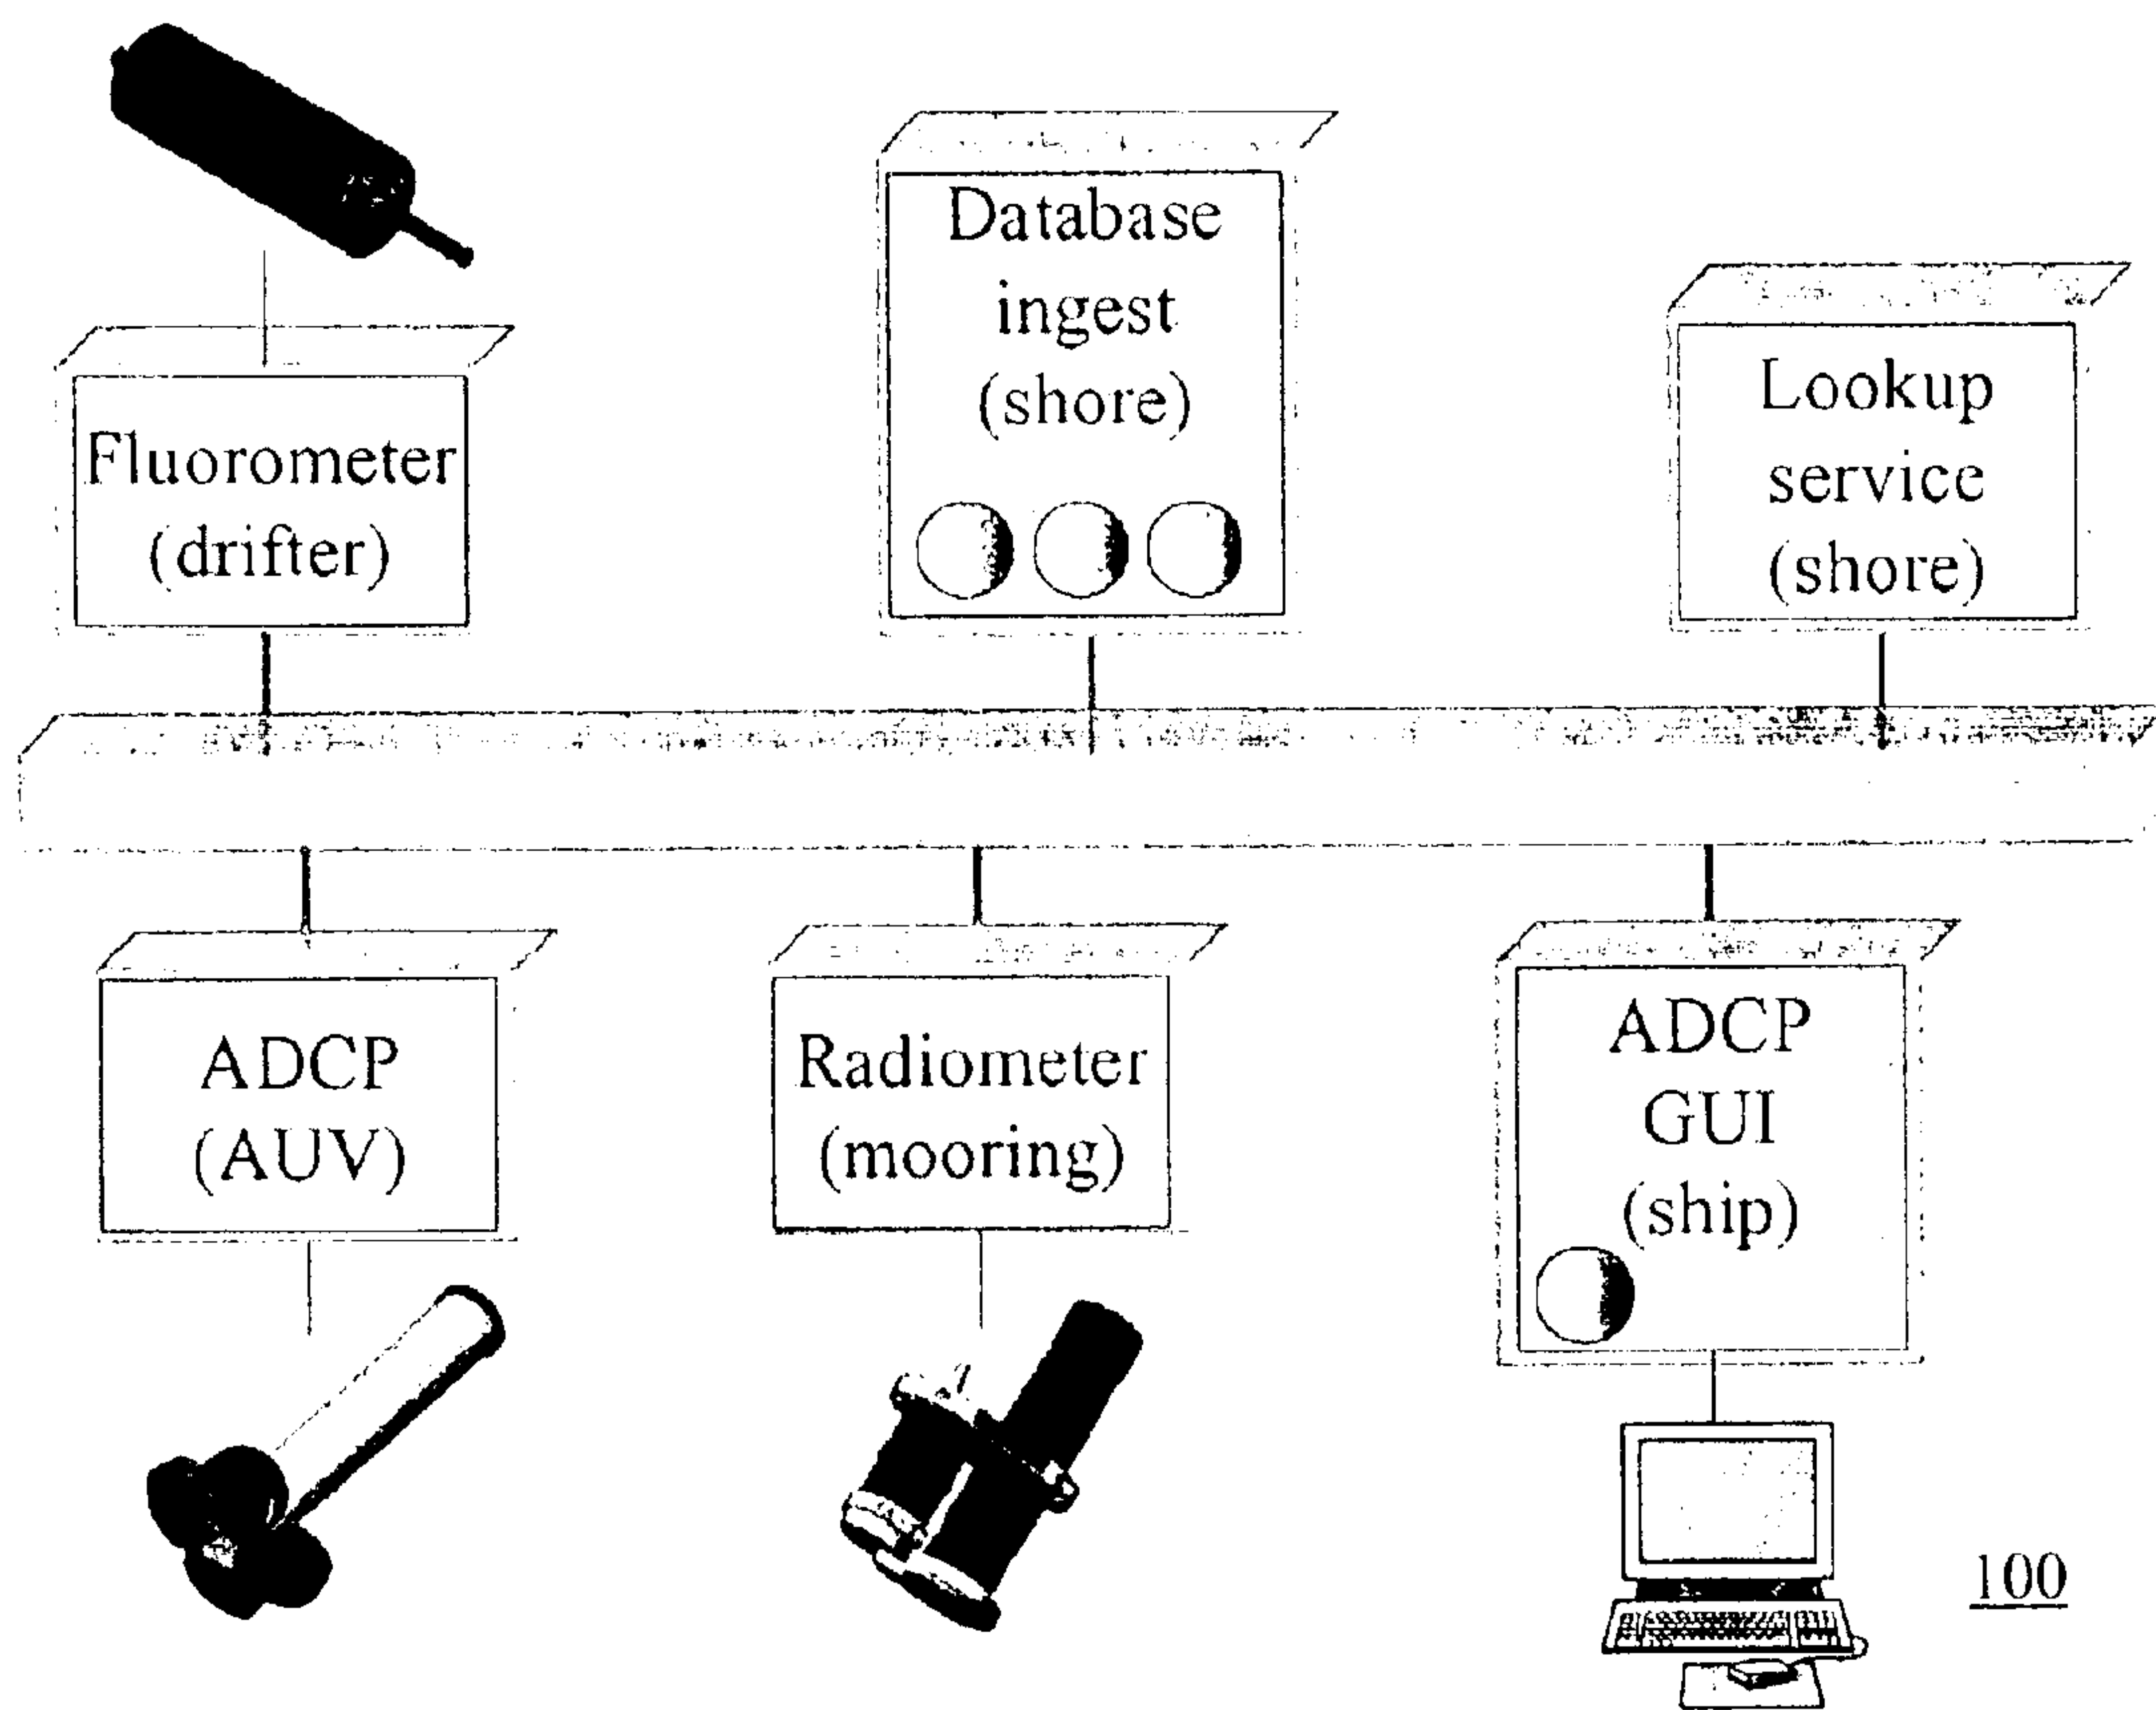 Database
ingest
(shore)
Lookup
service
(shore)
Fluorometer
(drifter)
ADCP
(AUV)
Radiometer
(mooring)
ADCP
GUI
(ship)
100